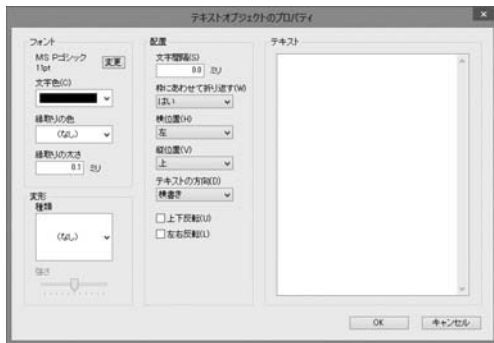 テキストオブジェクトのプロパティ
フォント
MS Pゴシック
11pt
変更
文字色(C)
縁取りの色
(なし)
縁取りの太さ
0.1 ミリ
変形
種類
(なし)
強さ
配置
文字間隔(S)
0.0 ミリ
枠にあわせて折り返す(W)
はい
横位置(H)
左
縦位置(V)
上
テキストの方向(D)
横書き
上下反転(U)
左右反転(L)
テキスト
OK
キャンセル